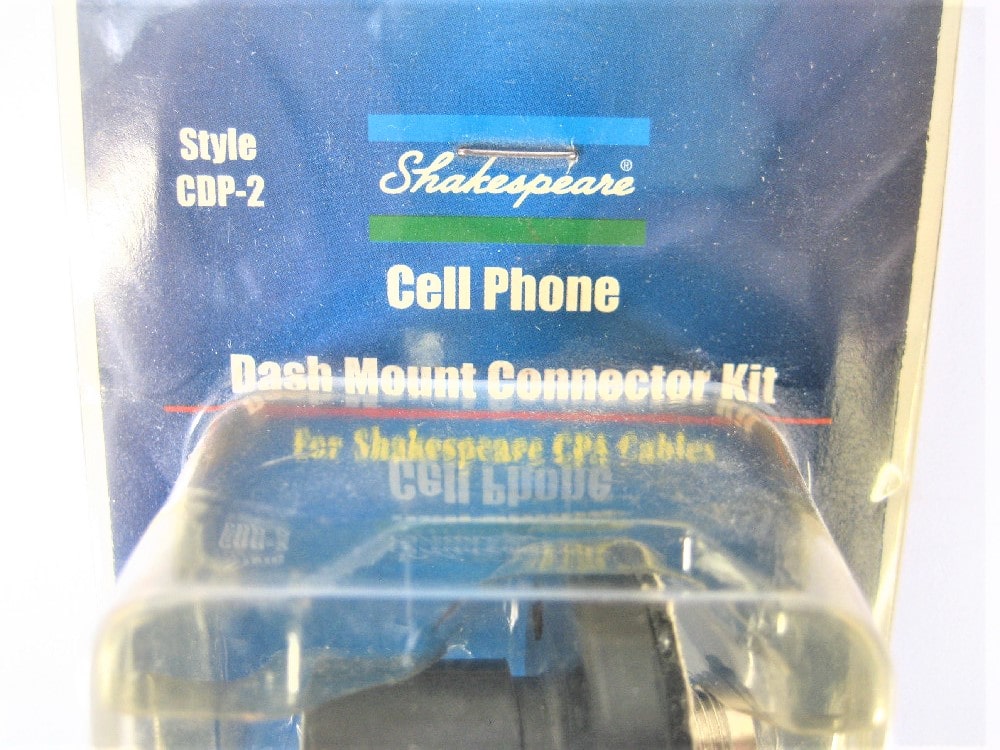 Style
CDP-2
Shakespeare®
Cell Phone
Dash Mount Connector Kit
For Shakespeare CPA Cables